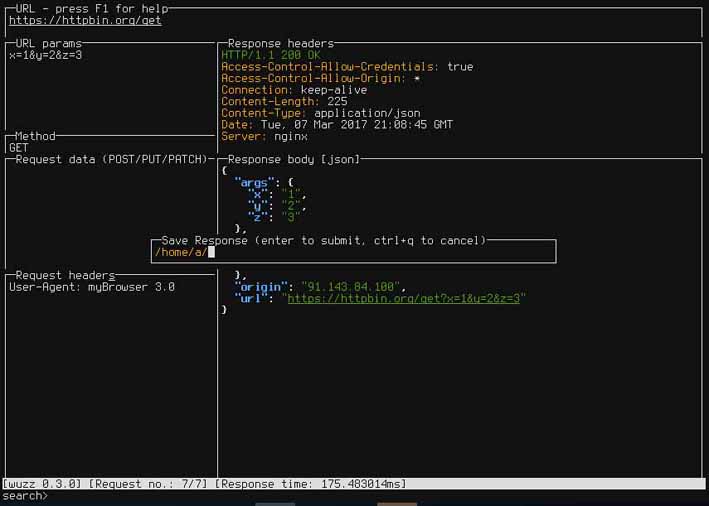 URL - press F1 for help
https://httpbin.org/get
URL params
x=1&y=2&z=3
Method
GET
Request data (POST/PUT/PATCH)
Request headers
User-Agent: myBrowser 3.0
Response headers
HTTP/1.1 200 OK
Access-Control-Allow-Credentials: true
Access-Control-Allow-Origin: *
Connection: keep-alive
Content-Length: 225
Content-Type: application/json
Date: Tue, 07 Mar 2017 21:08:45 GMT
Server: nginx
Response body [json]
{
"args": {
"x": "1",
"y": "2",
"z": "3"
},
Save Response (enter to submit, ctrl+q to cancel)
/home/a/
},
"origin": "91.143.84.100",
"url": "https://httpbin.org/get?x=1&y=2&z=3"
}
[wuzz 0.3.0] [Request no.: 7/7] [Response time: 175.483014ms]
search>